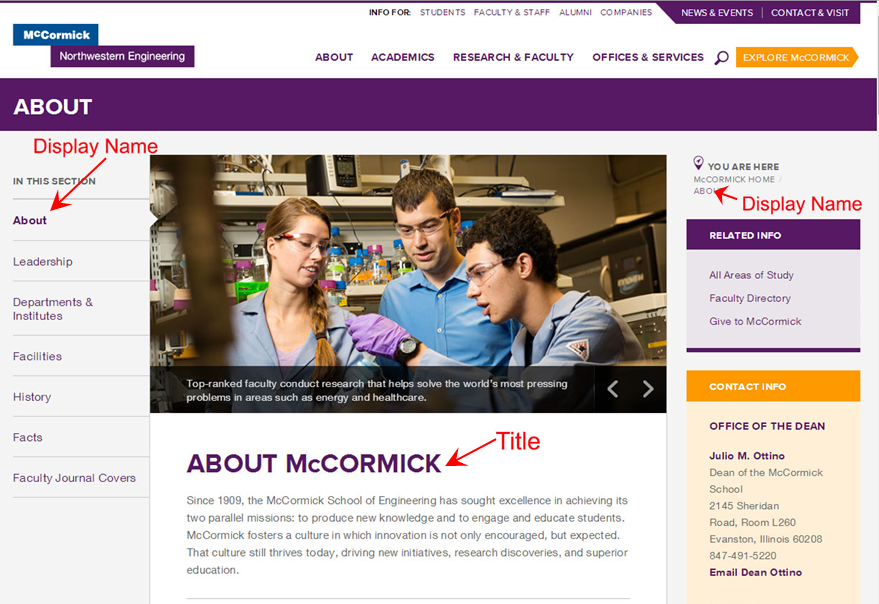 INFO FOR: STUDENTS FACULTY & STAFF ALUMNI COMPANIES NEWS & EVENTS CONTACT & VISIT
McCormick
Northwestern Engineering
ABOUT ACADEMICS RESEARCH & FACULTY OFFICES & SERVICES EXPLORE McCORMICK
ABOUT
Display Name
IN THIS SECTION
About
Leadership
Departments &
Institutes
Facilities
History
Facts
Faculty Journal Covers
Top-ranked faculty conduct research that helps solve the world's most pressing
problems in areas such as energy and healthcare.
Title
ABOUT McCORMICK
Since 1909, the McCormick School of Engineering has sought excellence in achieving its
two parallel missions: to produce new knowledge and to engage and educate students.
McCormick fosters a culture in which innovation is not only encouraged, but expected.
That culture still thrives today, driving new initiatives, research discoveries, and superior
education.
YOU ARE HERE
McCORMICK HOME /
ABOUT
Display Name
RELATED INFO
All Areas of Study
Faculty Directory
Give to McCormick
CONTACT INFO
OFFICE OF THE DEAN
Julio M. Ottino
Dean of the McCormick
School
2145 Sheridan
Road, Room L260
Evanston, Illinois 60208
847-491-5220
Email Dean Ottino